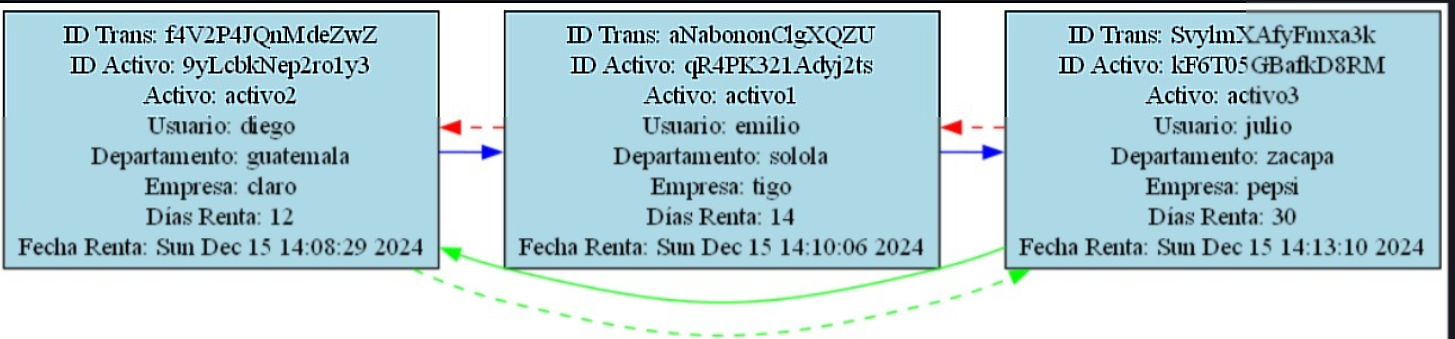 ID Trans: f4V2P4JQnMdeZwZ
ID Activo: 9yLcbkNep2ro1y3
Activo: activo2
Usuario: diego
Departamento: guatemala
Empresa: claro
Días Renta: 12
Fecha Renta: Sun Dec 15 14:08:29 2024
ID Trans: aNabononClgXQZU
ID Activo: qR4PK321Adyj2ts
Activo: activo1
Usuario: emilio
Departamento: solola
Empresa: tigo
Días Renta: 14
Fecha Renta: Sun Dec 15 14:10:06 2024
ID Trans: SvylmXAfyFmxa3k
ID Activo: kF6T05GBafkD8RM
Activo: activo3
Usuario: julio
Departamento: zacapa
Empresa: pepsi
Días Renta: 30
Fecha Renta: Sun Dec 15 14:13:10 2024